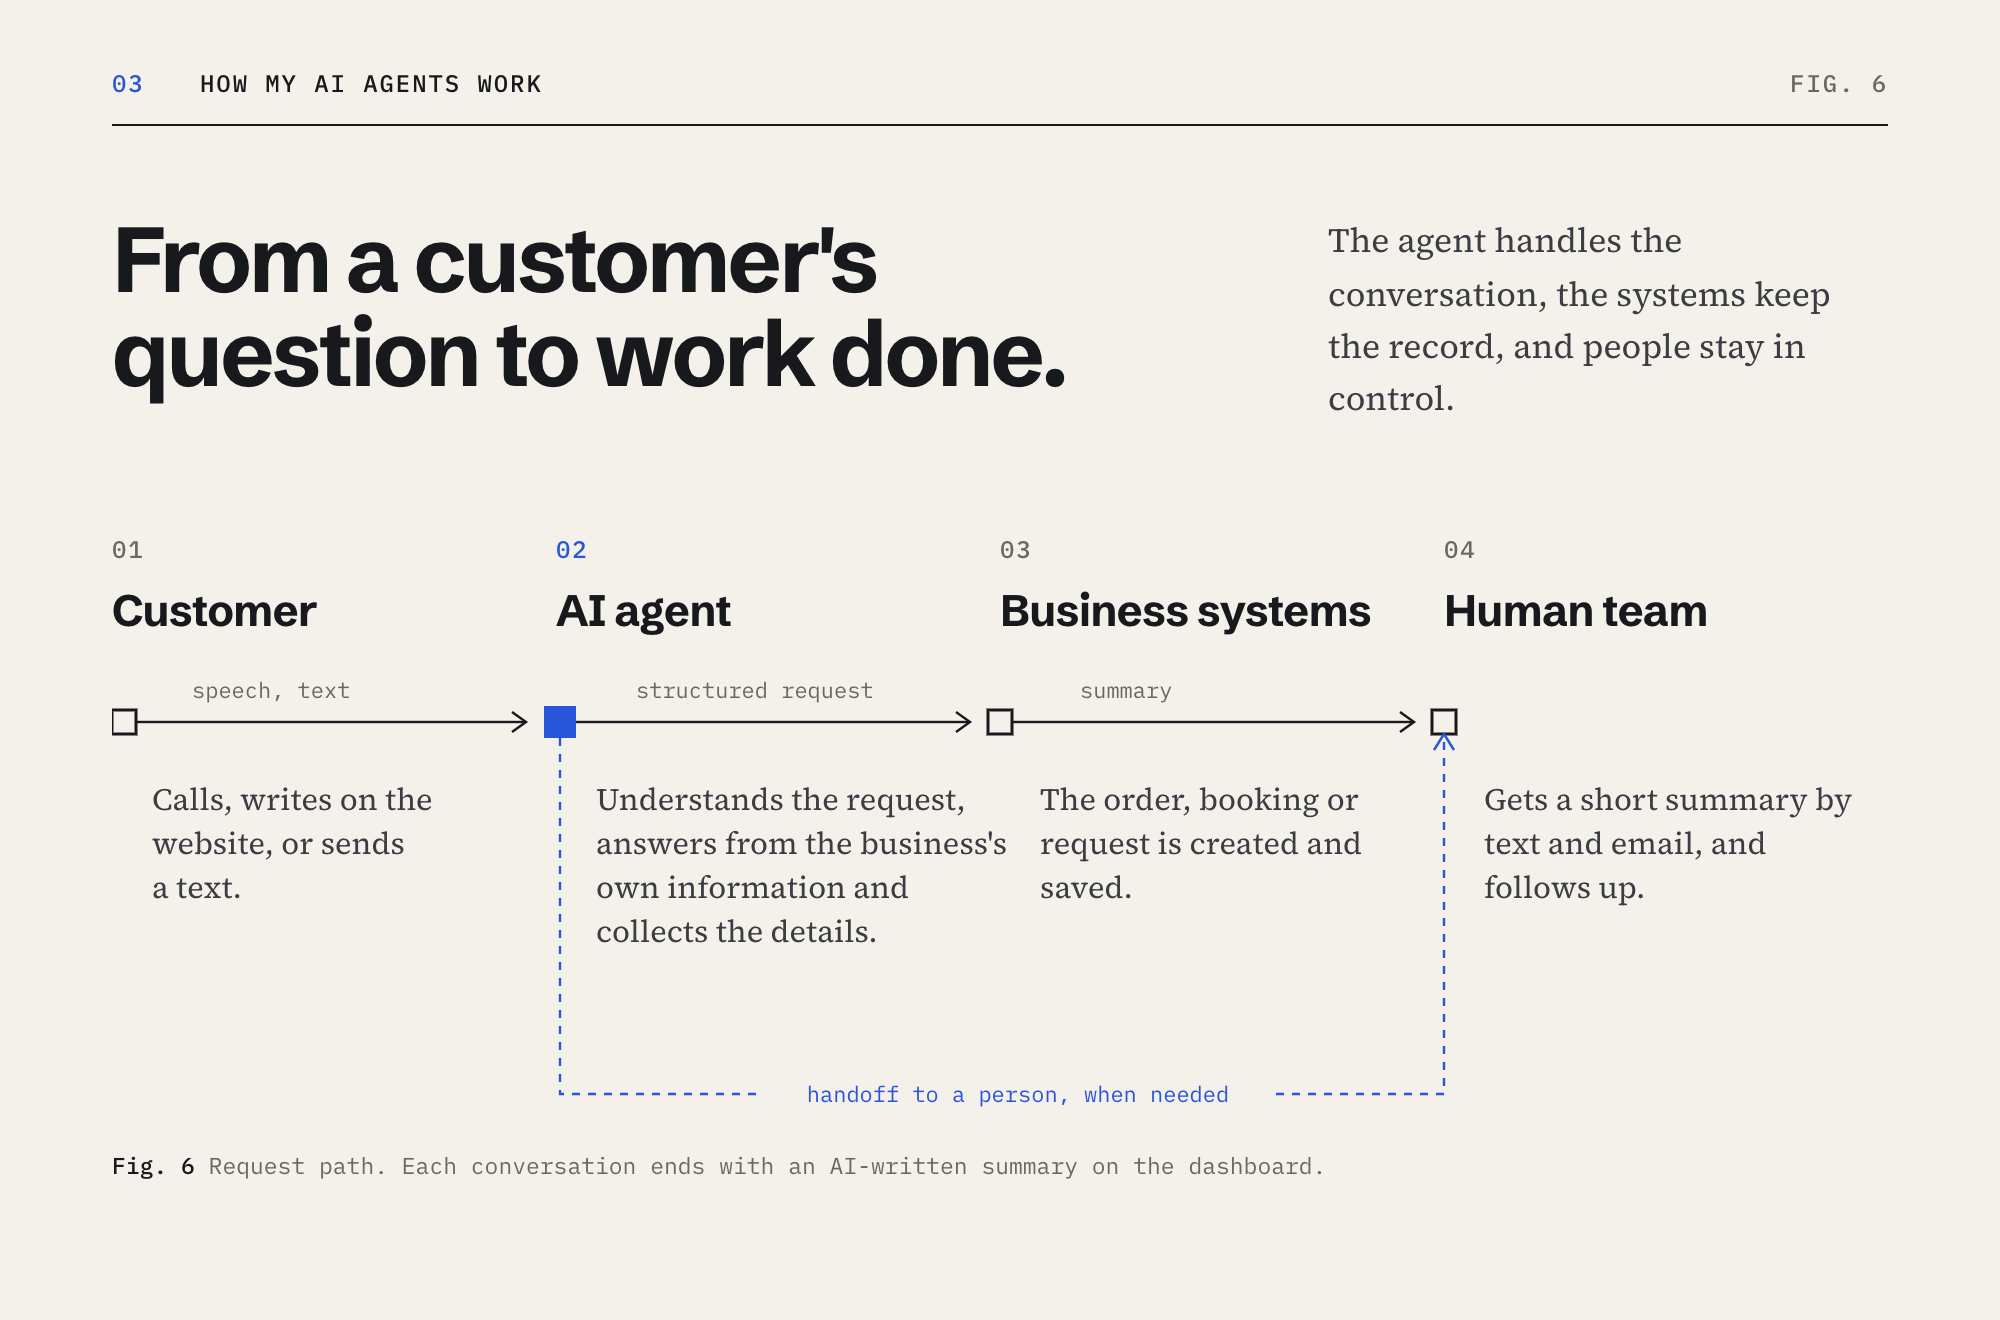 03 HOW MY AI AGENTS WORK FIG. 6
From a customer's
question to work done.
The agent handles the
conversation, the systems keep
the record, and people stay in
control.
01
Customer
02
AI agent
03
Business systems
04
Human team
speech, text
structured request
summary
Calls, writes on the
website, or sends
a text.
Understands the request,
answers from the business's
own information and
collects the details.
The order, booking or
request is created and
saved.
Gets a short summary by
text and email, and
follows up.
handoff to a person, when needed
Fig. 6 Request path. Each conversation ends with an AI-written summary on the dashboard.